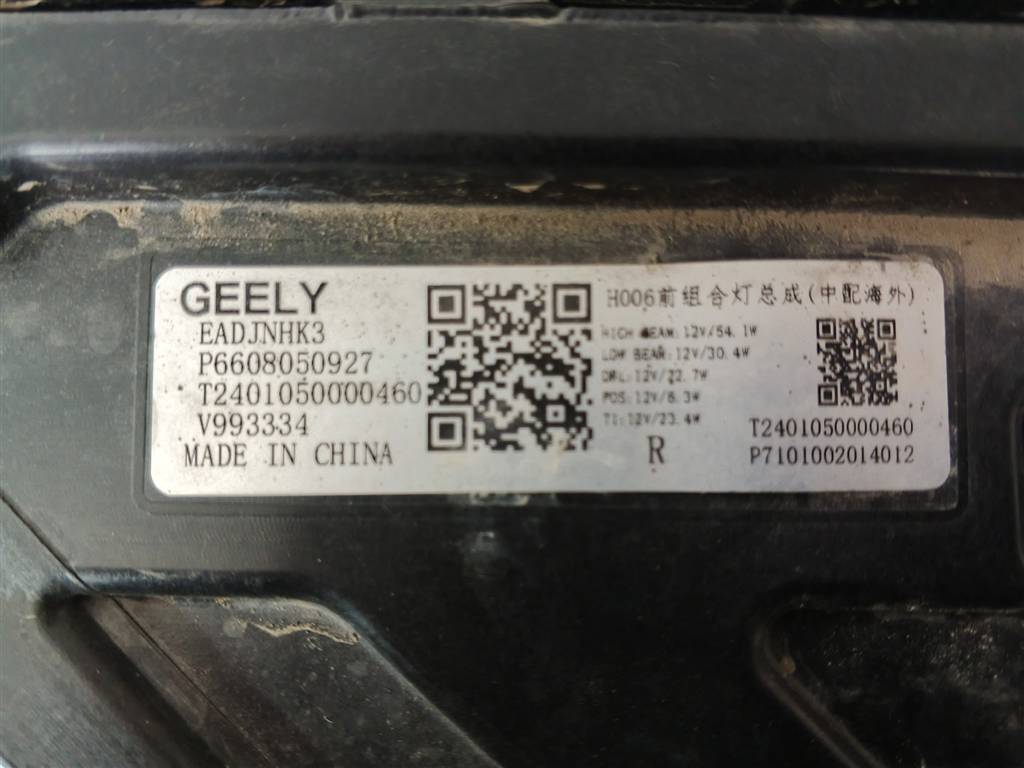 GEELY
EADJNHK3
P6608050927
T2401050000460
V993334
MADE IN CHINA
H006前组合灯总成(中配海外)
HIGH BEAM:12V/54.1W
LOW BEAM:12V/30.4W
DRL:12V/22.7W
POS:12V/6.3W
TI:12V/23.4W
R
T2401050000460
P7101002014012